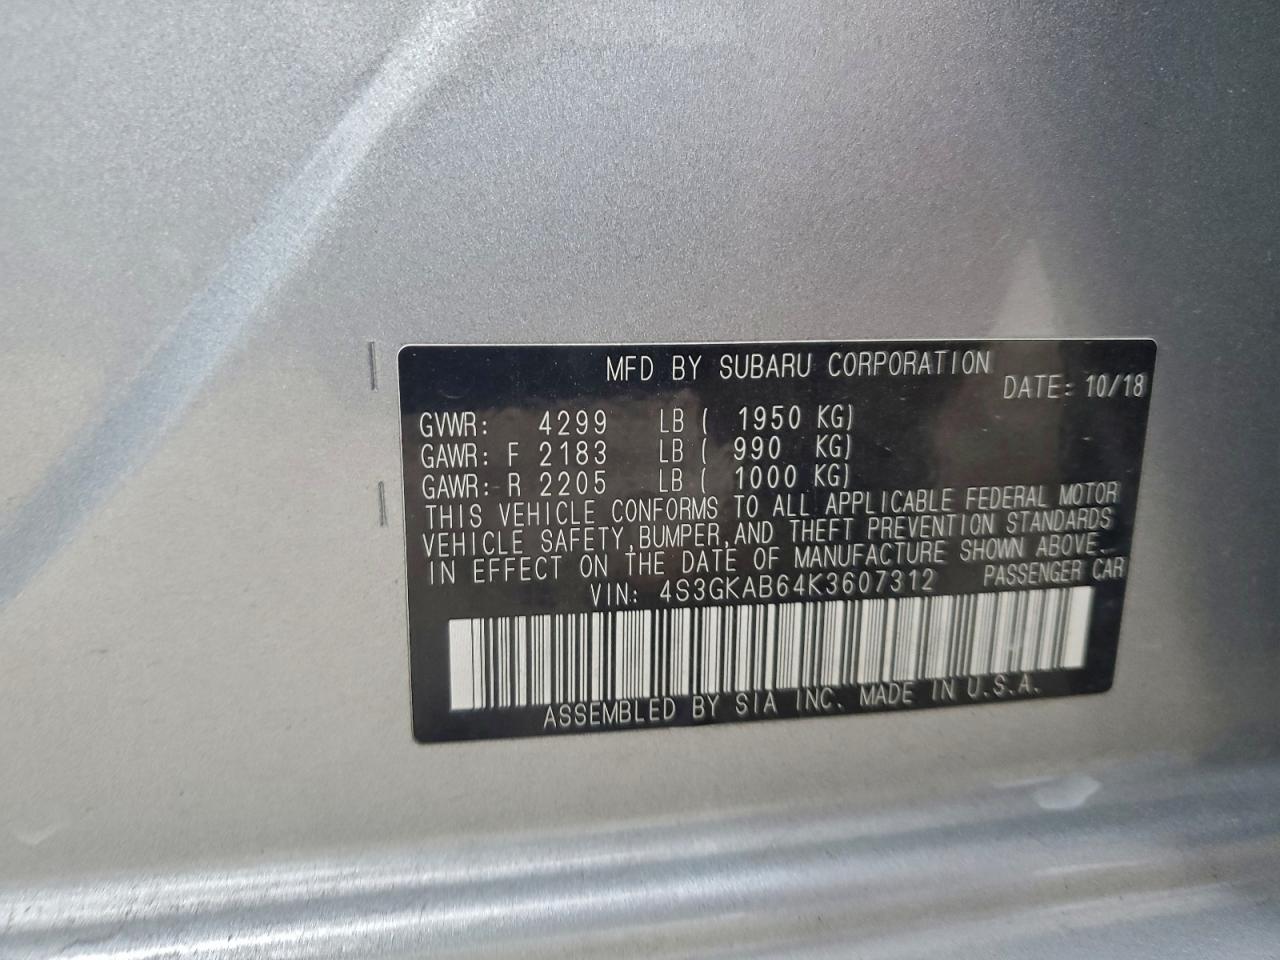 MFD BY SUBARU CORPORATION
DATE: 10/18
GVWR: 4299 LB ( 1950 KG)
GAWR: F 2183 LB ( 990 KG)
GAWR: R 2205 LB ( 1000 KG)
THIS VEHICLE CONFORMS TO ALL APPLICABLE FEDERAL MOTOR
VEHICLE SAFETY, BUMPER, AND THEFT PREVENTION STANDARDS
IN EFFECT ON THE DATE OF MANUFACTURE SHOWN ABOVE.
VIN: 4S3GKAB64K3607312 PASSENGER CAR
ASSEMBLED BY SIA INC. MADE IN U.S.A.